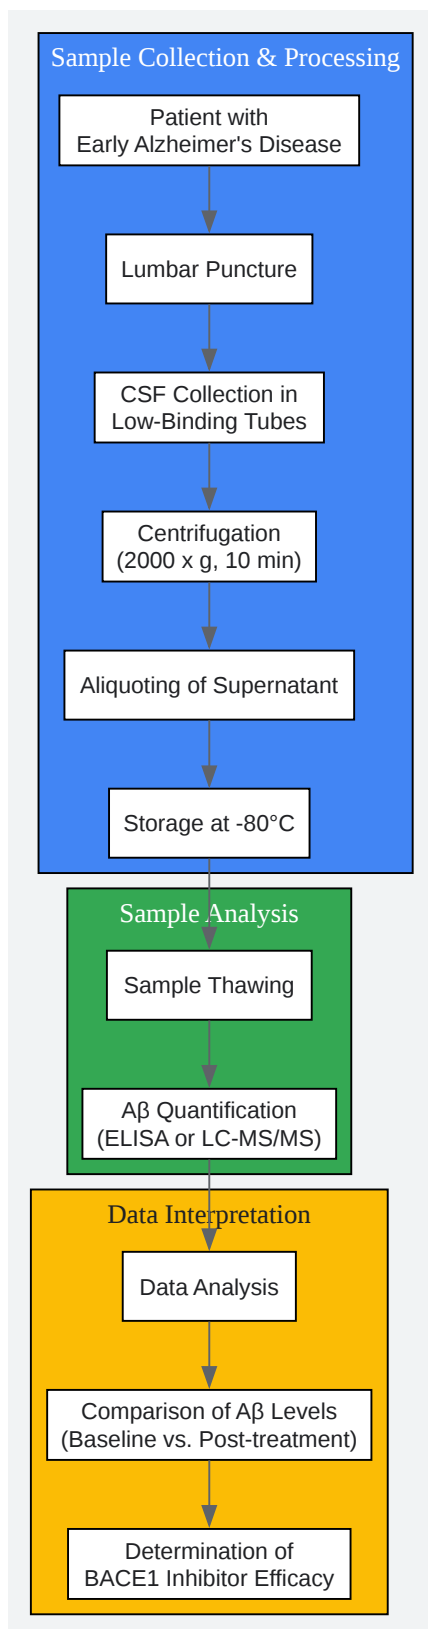 Sample Collection & Processing
Patient with
Early Alzheimer's Disease
Lumbar Puncture
CSF Collection in
Low-Binding Tubes
Centrifugation
(2000 x g, 10 min)
Aliquoting of Supernatant
Storage at -80°C
Sample Analysis
Sample Thawing
Aβ Quantification
(ELISA or LC-MS/MS)
Data Interpretation
Data Analysis
Comparison of Aβ Levels
(Baseline vs. Post-treatment)
Determination of
BACE1 Inhibitor Efficacy